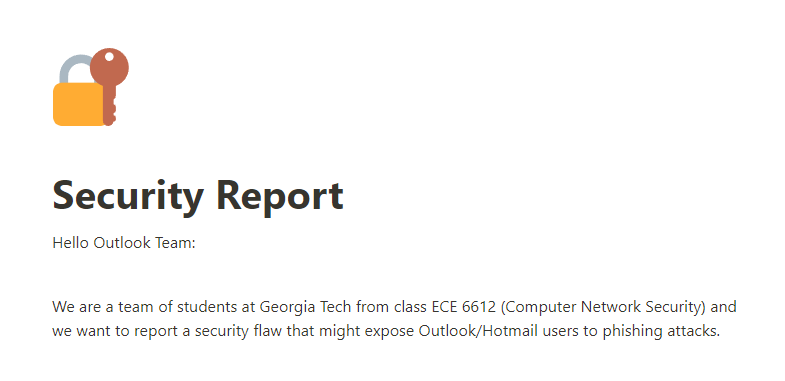 Security Report
Hello Outlook Team:
We are a team of students at Georgia Tech from class ECE 6612 (Computer Network Security) and
we want to report a security flaw that might expose Outlook/Hotmail users to phishing attacks.